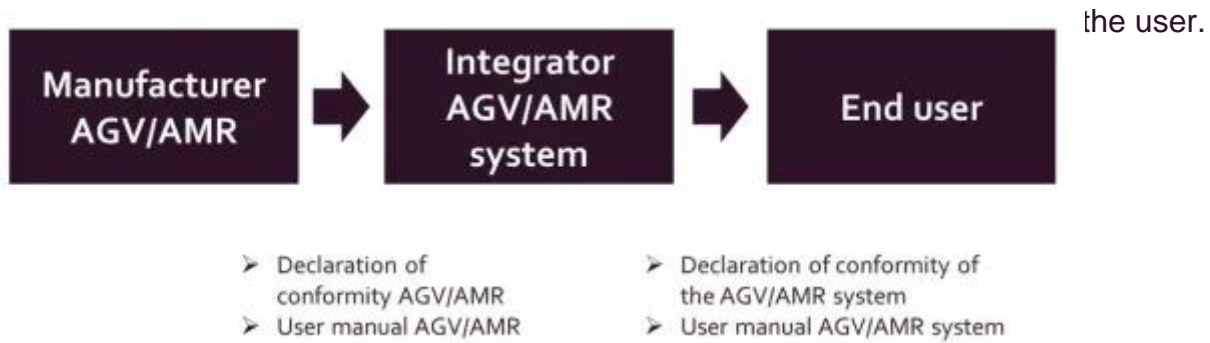 the user.
Manufacturer
AGV/AMR
Integrator
AGV/AMR
system
End user
➢ Declaration of
conformity AGV/AMR
➢ User manual AGV/AMR
➢ Declaration of conformity of
the AGV/AMR system
➢ User manual AGV/AMR system